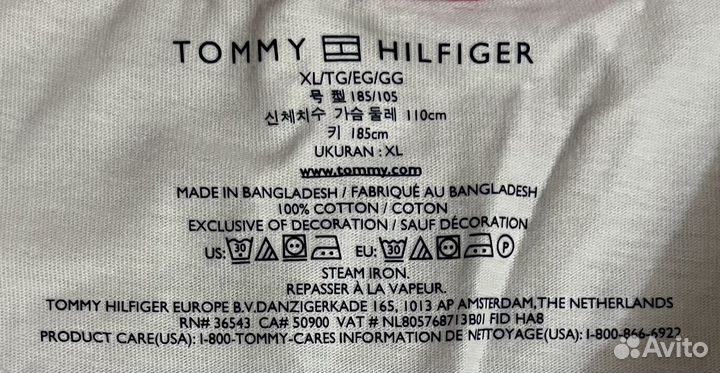 TOMMY HILFIGER
XL/TG/EG/GG
号 型 185/105
신체치수 가슴 둘레 110cm
키 185cm
UKURAN : XL
www.tommy.com
MADE IN BANGLADESH / FABRIQUÉ AU BANGLADESH
100% COTTON / COTON
EXCLUSIVE OF DECORATION / SAUF DÉCORATION
US: 30 EU: 30 P
STEAM IRON.
REPASSER À LA VAPEUR.
TOMMY HILFIGER EUROPE B.V. DANZIGERKADE 165, 1013 AP AMSTERDAM, THE NETHERLANDS
RN# 36543 CA# 50900 VAT # NL805768713B01 FID HA8
PRODUCT CARE(USA): 1-800-TOMMY-CARES INFORMATION DE NETTOYAGE(USA): 1-800-866-6922
Avito